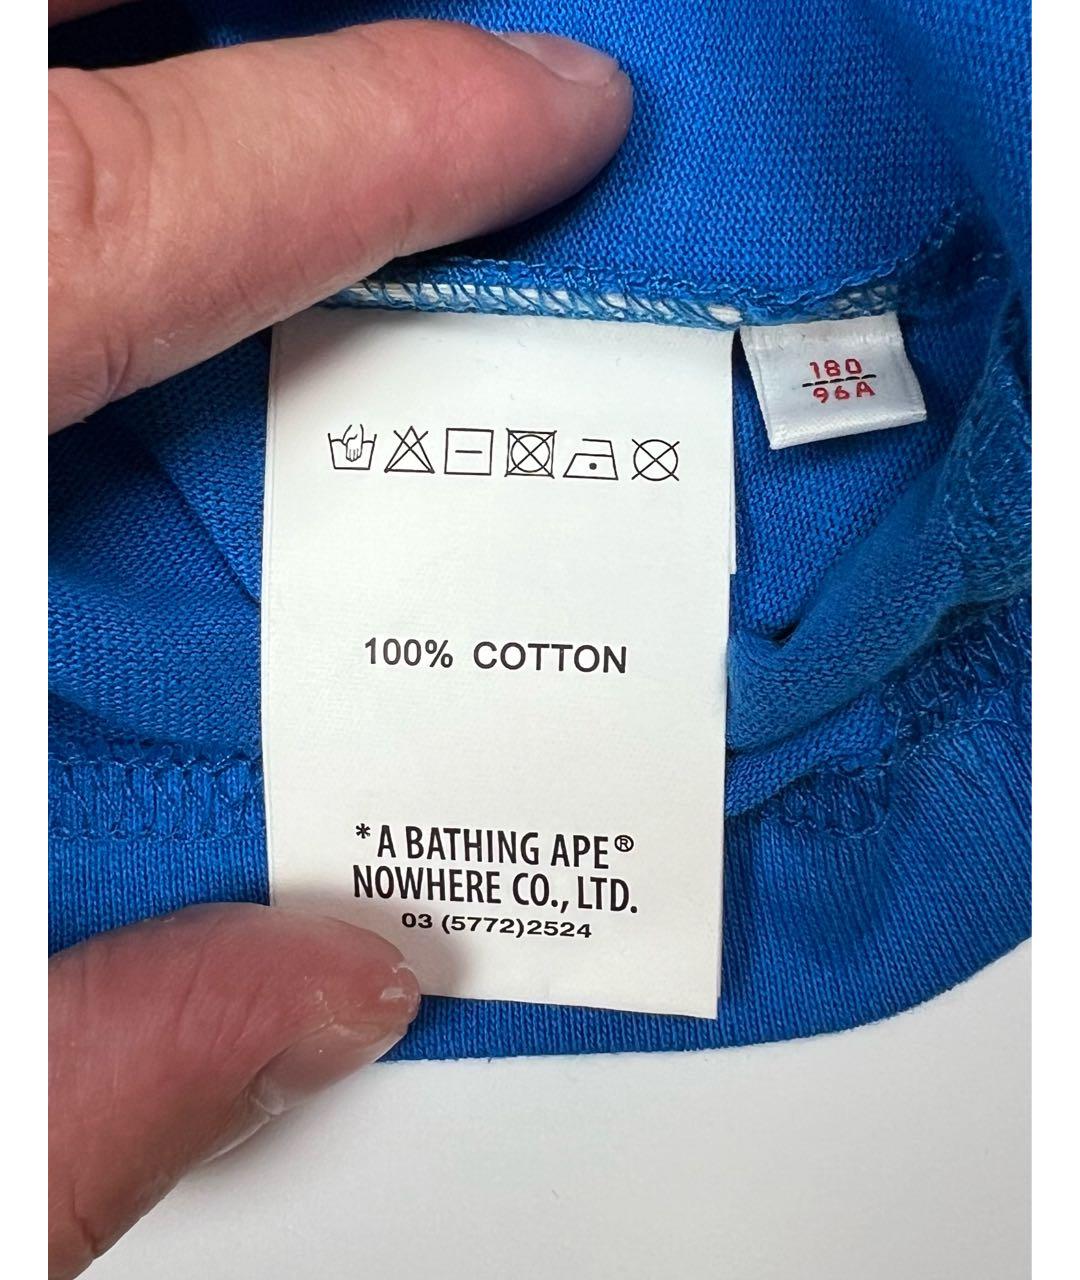 180
96A
100% COTTON
*A BATHING APE®
NOWHERE CO., LTD.
03 (5772)2524